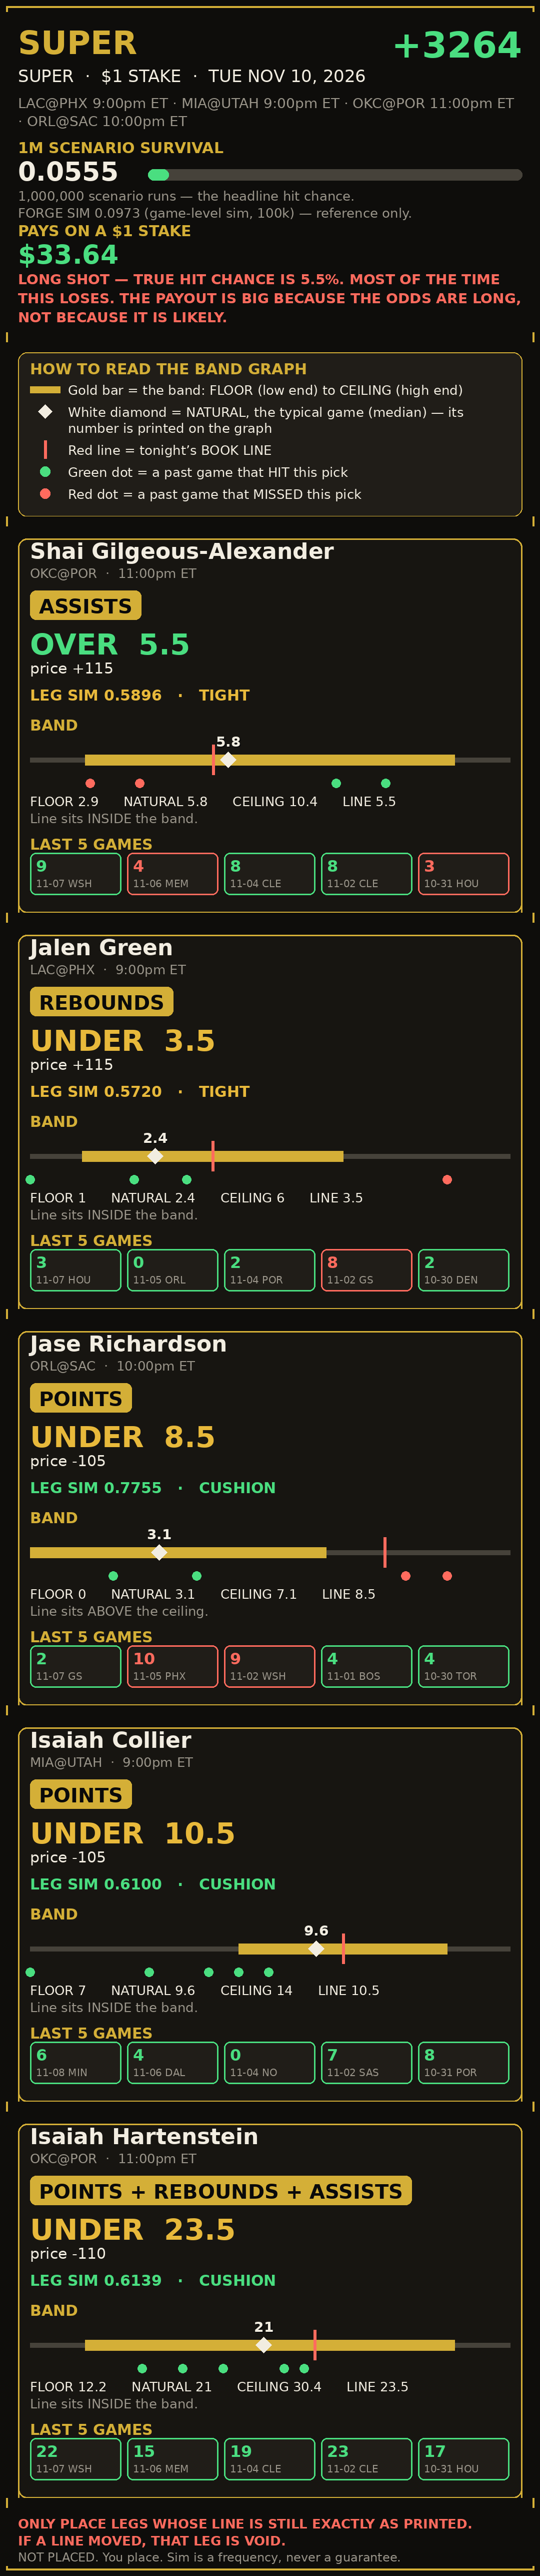 SUPER
+3264
SUPER · $1 STAKE · TUE NOV 10, 2026
LAC@PHX 9:00pm ET · MIA@UTAH 9:00pm ET · OKC@POR 11:00pm ET
· ORL@SAC 10:00pm ET
1M SCENARIO SURVIVAL
0.0555
1,000,000 scenario runs — the headline hit chance.
FORGE SIM 0.0973 (game-level sim, 100k) — reference only.
PAYS ON A $1 STAKE
$33.64
LONG SHOT — TRUE HIT CHANCE IS 5.5%. MOST OF THE TIME
THIS LOSES. THE PAYOUT IS BIG BECAUSE THE ODDS ARE LONG,
NOT BECAUSE IT IS LIKELY.
HOW TO READ THE BAND GRAPH
Gold bar = the band: FLOOR (low end) to CEILING (high end)
White diamond = NATURAL, the typical game (median) — its
number is printed on the graph
Red line = tonight’s BOOK LINE
Green dot = a past game that HIT this pick
Red dot = a past game that MISSED this pick
Shai Gilgeous-Alexander
OKC@POR · 11:00pm ET
ASSISTS
OVER 5.5
price +115
LEG SIM 0.5896 · TIGHT
BAND
5.8
FLOOR 2.9 NATURAL 5.8 CEILING 10.4 LINE 5.5
Line sits INSIDE the band.
LAST 5 GAMES
9 4 8 8 3
11-07 WSH 11-06 MEM 11-04 CLE 11-02 CLE 10-31 HOU
Jalen Green
LAC@PHX · 9:00pm ET
REBOUNDS
UNDER 3.5
price +115
LEG SIM 0.5720 · TIGHT
BAND
2.4
FLOOR 1 NATURAL 2.4 CEILING 6 LINE 3.5
Line sits INSIDE the band.
LAST 5 GAMES
3 0 2 8 2
11-07 HOU 11-05 ORL 11-04 POR 11-02 GS 10-30 DEN
Jase Richardson
ORL@SAC · 10:00pm ET
POINTS
UNDER 8.5
price -105
LEG SIM 0.7755 · CUSHION
BAND
3.1
FLOOR 0 NATURAL 3.1 CEILING 7.1 LINE 8.5
Line sits ABOVE the ceiling.
LAST 5 GAMES
2 10 9 4 4
11-07 GS 11-05 PHX 11-02 WSH 11-01 BOS 10-30 TOR
Isaiah Collier
MIA@UTAH · 9:00pm ET
POINTS
UNDER 10.5
price -105
LEG SIM 0.6100 · CUSHION
BAND
9.6
FLOOR 7 NATURAL 9.6 CEILING 14 LINE 10.5
Line sits INSIDE the band.
LAST 5 GAMES
6 4 0 7 8
11-08 MIN 11-06 DAL 11-04 NO 11-02 SAS 10-31 POR
Isaiah Hartenstein
OKC@POR · 11:00pm ET
POINTS + REBOUNDS + ASSISTS
UNDER 23.5
price -110
LEG SIM 0.6139 · CUSHION
BAND
21
FLOOR 12.2 NATURAL 21 CEILING 30.4 LINE 23.5
Line sits INSIDE the band.
LAST 5 GAMES
22 15 19 23 17
11-07 WSH 11-06 MEM 11-04 CLE 11-02 CLE 10-31 HOU
ONLY PLACE LEGS WHOSE LINE IS STILL EXACTLY AS PRINTED.
IF A LINE MOVED, THAT LEG IS VOID.
NOT PLACED. You place. Sim is a frequency, never a guarantee.